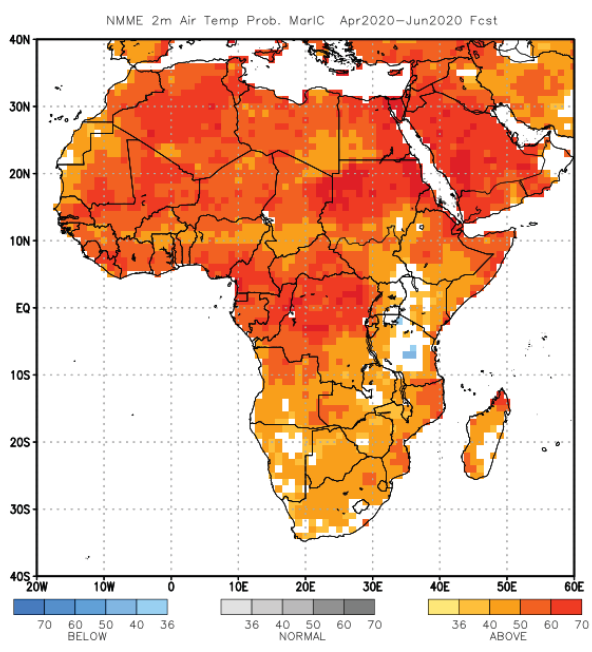 NMME 2m Air Temp Prob. MarIC Apr2020-Jun2020 Fcst
40N
30N
20N
10N
EQ
10S
20S
30S
40S
20W 10W 0 10E 20E 30E 40E 50E 60E
70 60 50 40 36 36 40 50 60 70 36 40 50 60 70
BELOW NORMAL ABOVE